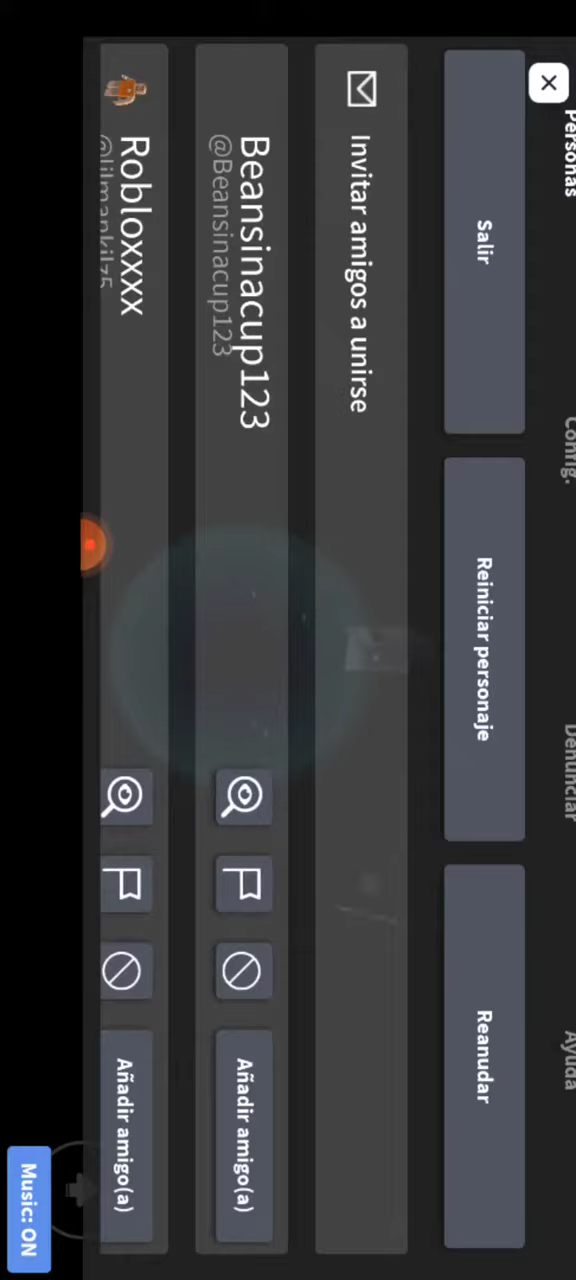 Personas
Config.
Denunciar
Ayuda
Salir
Reiniciar personaje
Reanudar
Invitar amigos a unirse
Beansinacup123
@Beansinacup123
Añadir amigo(a)
Robloxxxx
@lilmankilz5
Añadir amigo(a)
Music: ON